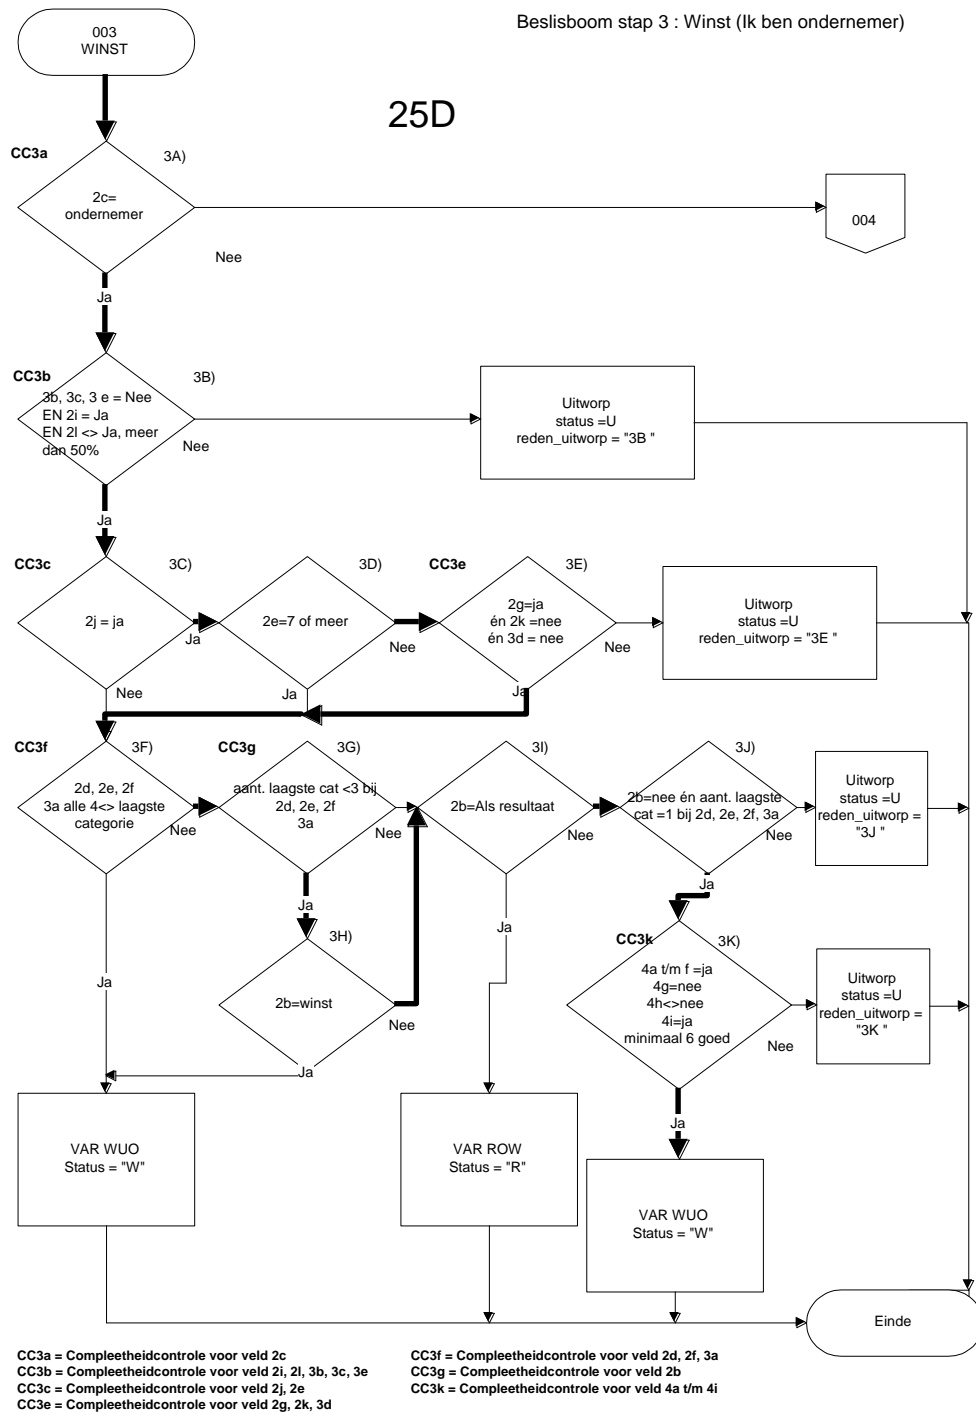 Beslisboom stap 3 : Winst (Ik ben ondernemer)
003
WINST
25D
CC3a
3A)
2c=
ondernemer
004
Nee
Ja
CC3b
3B)
3b, 3c, 3 e = Nee
EN 2i = Ja
EN 2l <> Ja, meer
dan 50%
Nee
Uitworp
status =U
reden_uitworp = "3B "
Ja
CC3c
3C)
2j = ja
Ja
Nee
3D)
2e=7 of meer
Nee
Ja
CC3e
3E)
2g=ja
én 2k =nee
én 3d = nee
Nee
Ja
Uitworp
status =U
reden_uitworp = "3E "
CC3f
3F)
2d, 2e, 2f
3a alle 4<> laagste
categorie
Nee
Ja
CC3g
3G)
aant. laagste cat <3 bij
2d, 2e, 2f
3a
Ja
3H)
2b=winst
Nee
Ja
3I)
2b=Als resultaat
Nee
Ja
3J)
2b=nee én aant. laagste
cat =1 bij 2d, 2e, 2f, 3a
Nee
Ja
Uitworp
status =U
reden_uitworp =
"3J "
CC3k
3K)
4a t/m f =ja
4g=nee
4h<>nee
4i=ja
minimaal 6 goed
Nee
Ja
Uitworp
status =U
reden_uitworp =
"3K "
VAR WUO
Status = "W"
VAR ROW
Status = "R"
VAR WUO
Status = "W"
Einde
CC3a = Compleetheidcontrole voor veld 2c
CC3b = Compleetheidcontrole voor veld 2i, 2l, 3b, 3c, 3e
CC3c = Compleetheidcontrole voor veld 2j, 2e
CC3e = Compleetheidcontrole voor veld 2g, 2k, 3d
CC3f = Compleetheidcontrole voor veld 2d, 2f, 3a
CC3g = Compleetheidcontrole voor veld 2b
CC3k = Compleetheidcontrole voor veld 4a t/m 4i